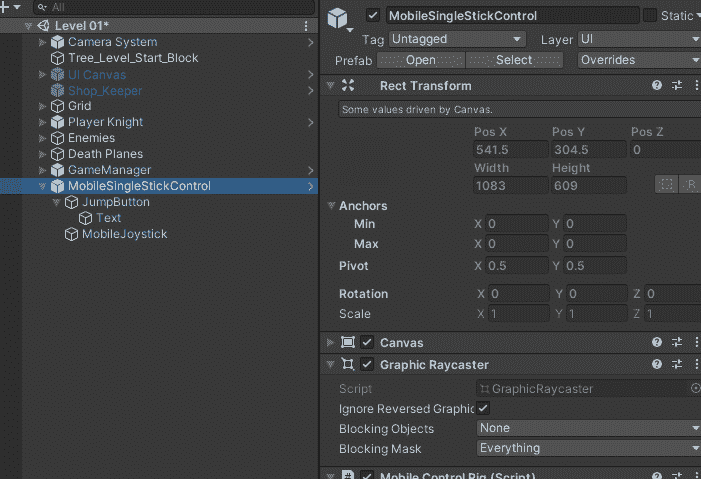 All
Level 01*
Camera System
Tree_Level_Start_Block
UI Canvas
Shop_Keeper
Grid
Player Knight
Enemies
Death Planes
GameManager
MobileSingleStickControl
JumpButton
Text
MobileJoystick
MobileSingleStickControl
Static
Tag Untagged Layer UI
Prefab Open Select Overrides
Rect Transform
Some values driven by Canvas.
Pos X Pos Y Pos Z
541.5 304.5 0
Width Height
1083 609
R
Anchors
Min X 0 Y 0
Max X 0 Y 0
Pivot X 0.5 Y 0.5
Rotation X 0 Y 0 Z 0
Scale X 1 Y 1 Z 1
Canvas
Graphic Raycaster
Script GraphicRaycaster
Ignore Reversed Graphic
Blocking Objects None
Blocking Mask Everything
Mobile Control Rig (Script)